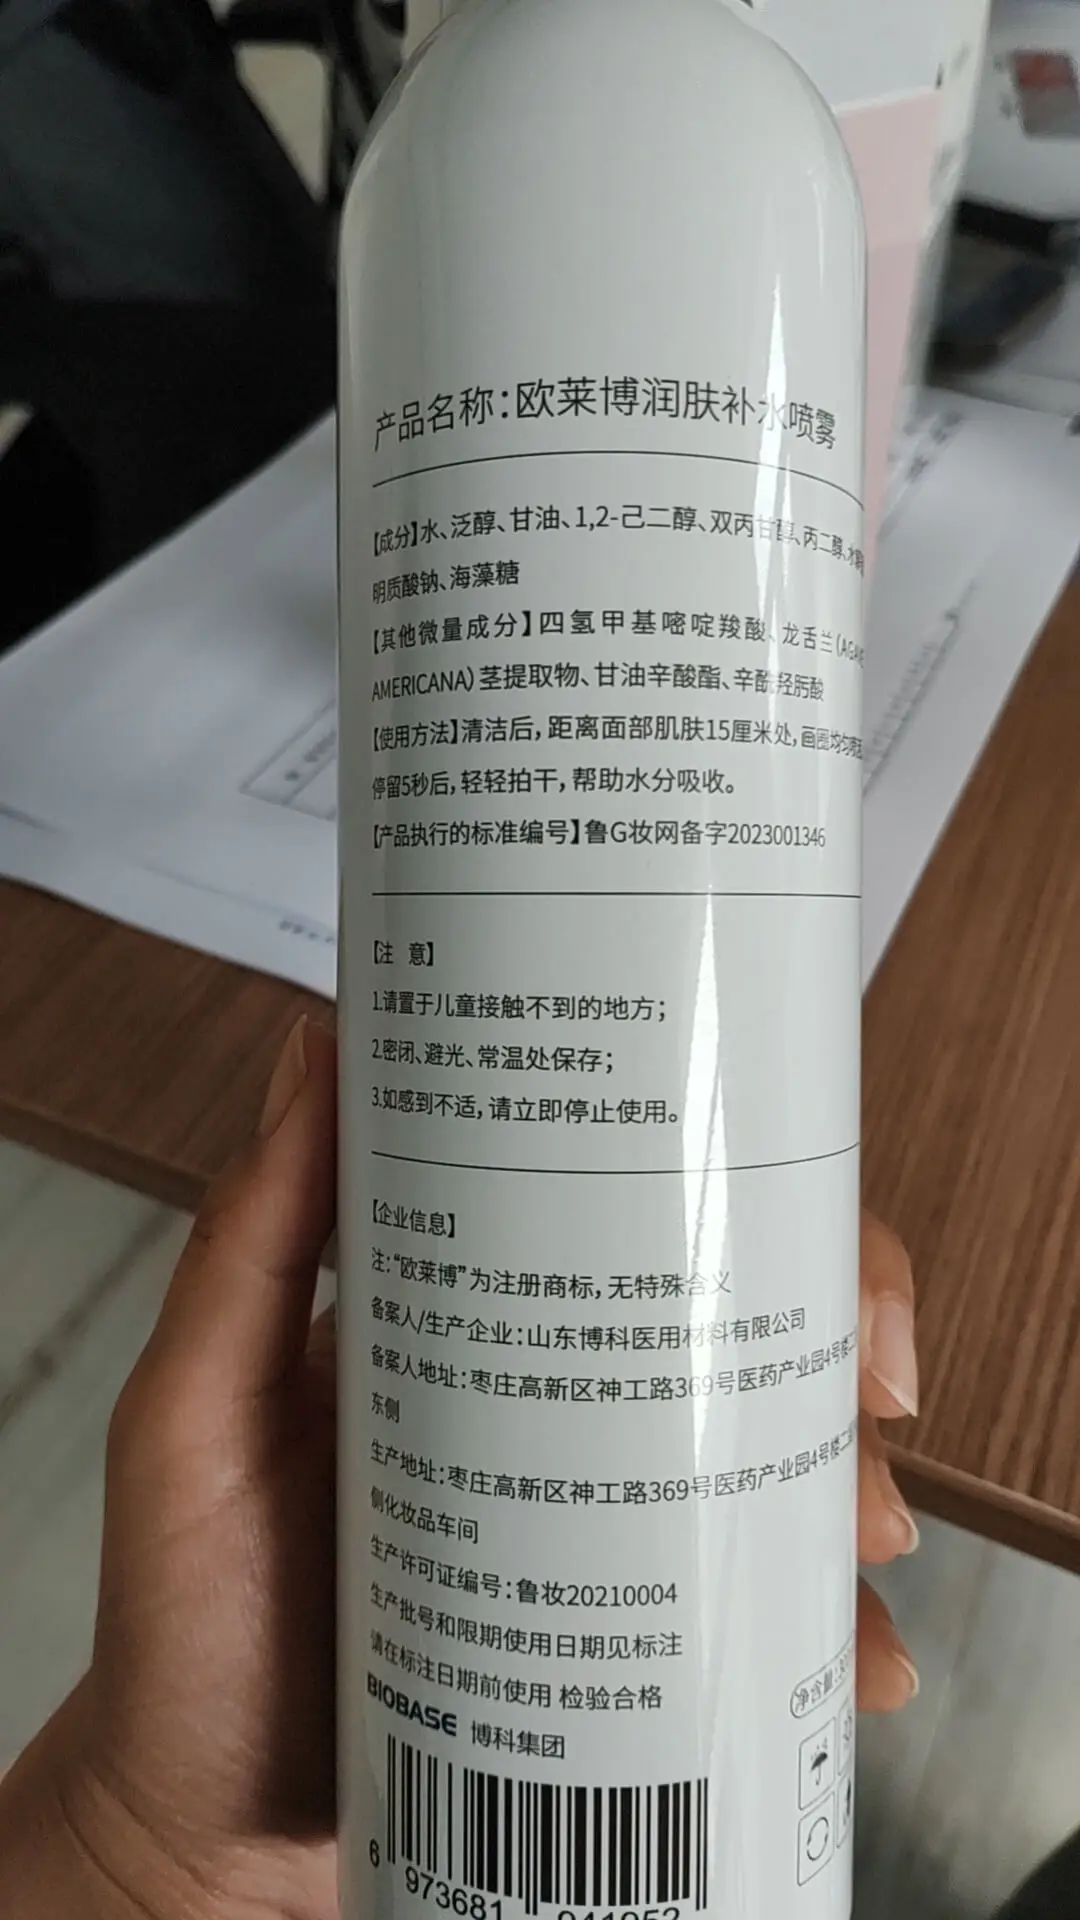 产品名称:欧莱博润肤补水喷雾
【成分】水、泛醇、甘油、1,2-己二醇、双丙甘醇、丙二醇、水解
明质酸钠、海藻糖
【其他微量成分】四氢甲基嘧啶羧酸、龙舌兰(AGAVE
AMERICANA)茎提取物、甘油辛酸酯、辛酰羟肟酸
【使用方法】清洁后,距离面部肌肤15厘米处,画圈均匀喷
停留5秒后,轻轻拍干,帮助水分吸收。
【产品执行的标准编号】鲁G妆网备字2023001346
【注 意】
1.请置于儿童接触不到的地方;
2.密闭、避光、常温处保存;
3.如感到不适,请立即停止使用。
【企业信息】
注:“欧莱博”为注册商标,无特殊含义
备案人/生产企业:山东博科医用材料有限公司
备案人地址:枣庄高新区神工路369号医药产业园4号楼二
东侧
生产地址:枣庄高新区神工路369号医药产业园4号楼二
侧化妆品车间
生产许可证编号:鲁妆20210004
生产批号和限期使用日期见标注
请在标注日期前使用 检验合格
BIOBASE 博科集团
净含量:
6 973681